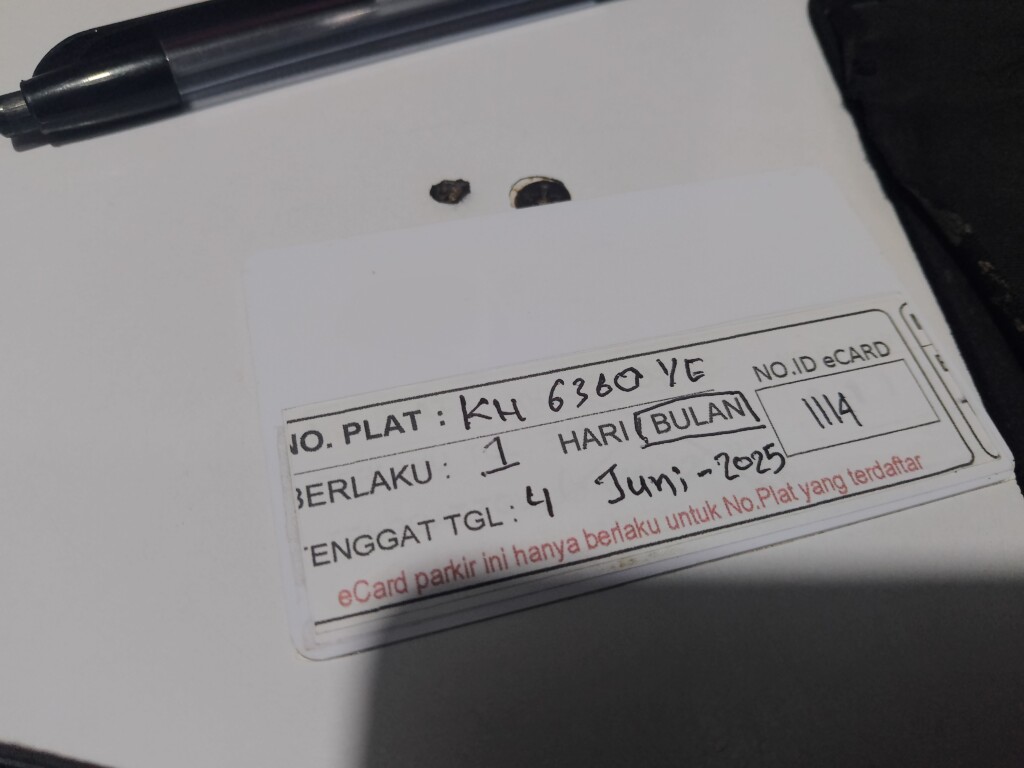 NO. PLAT : KH 6360 YE
BERLAKU : 1 HARI BULAN
TENGGAT TGL : 4 Juni - 2025
NO.ID eCARD
1114
eCard parkir ini hanya berlaku untuk No.Plat yang terdaftar